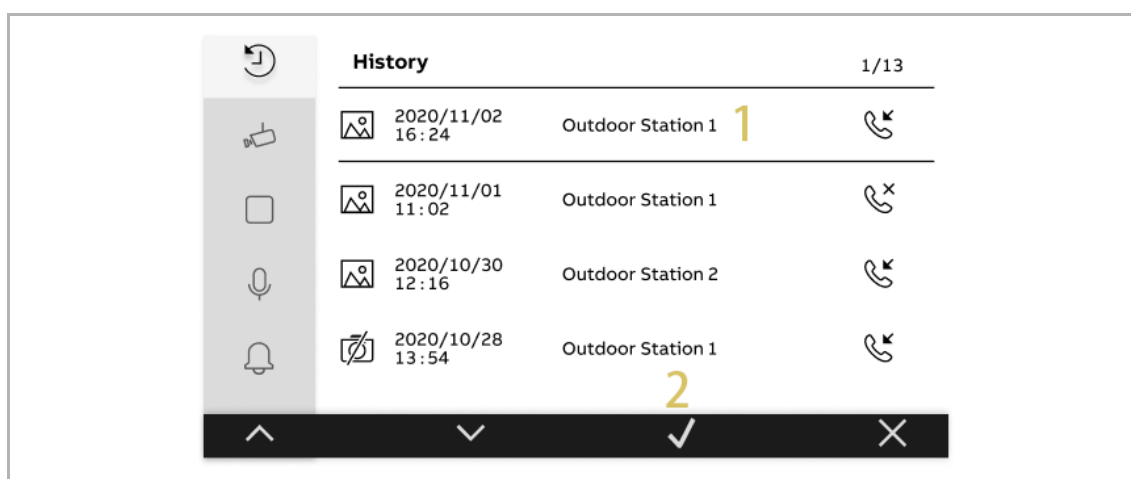 History
1/13
2020/11/02
16:24
Outdoor Station 1
1
2020/11/01
11:02
Outdoor Station 1
2020/10/30
12:16
Outdoor Station 2
2020/10/28
13:54
Outdoor Station 1
2